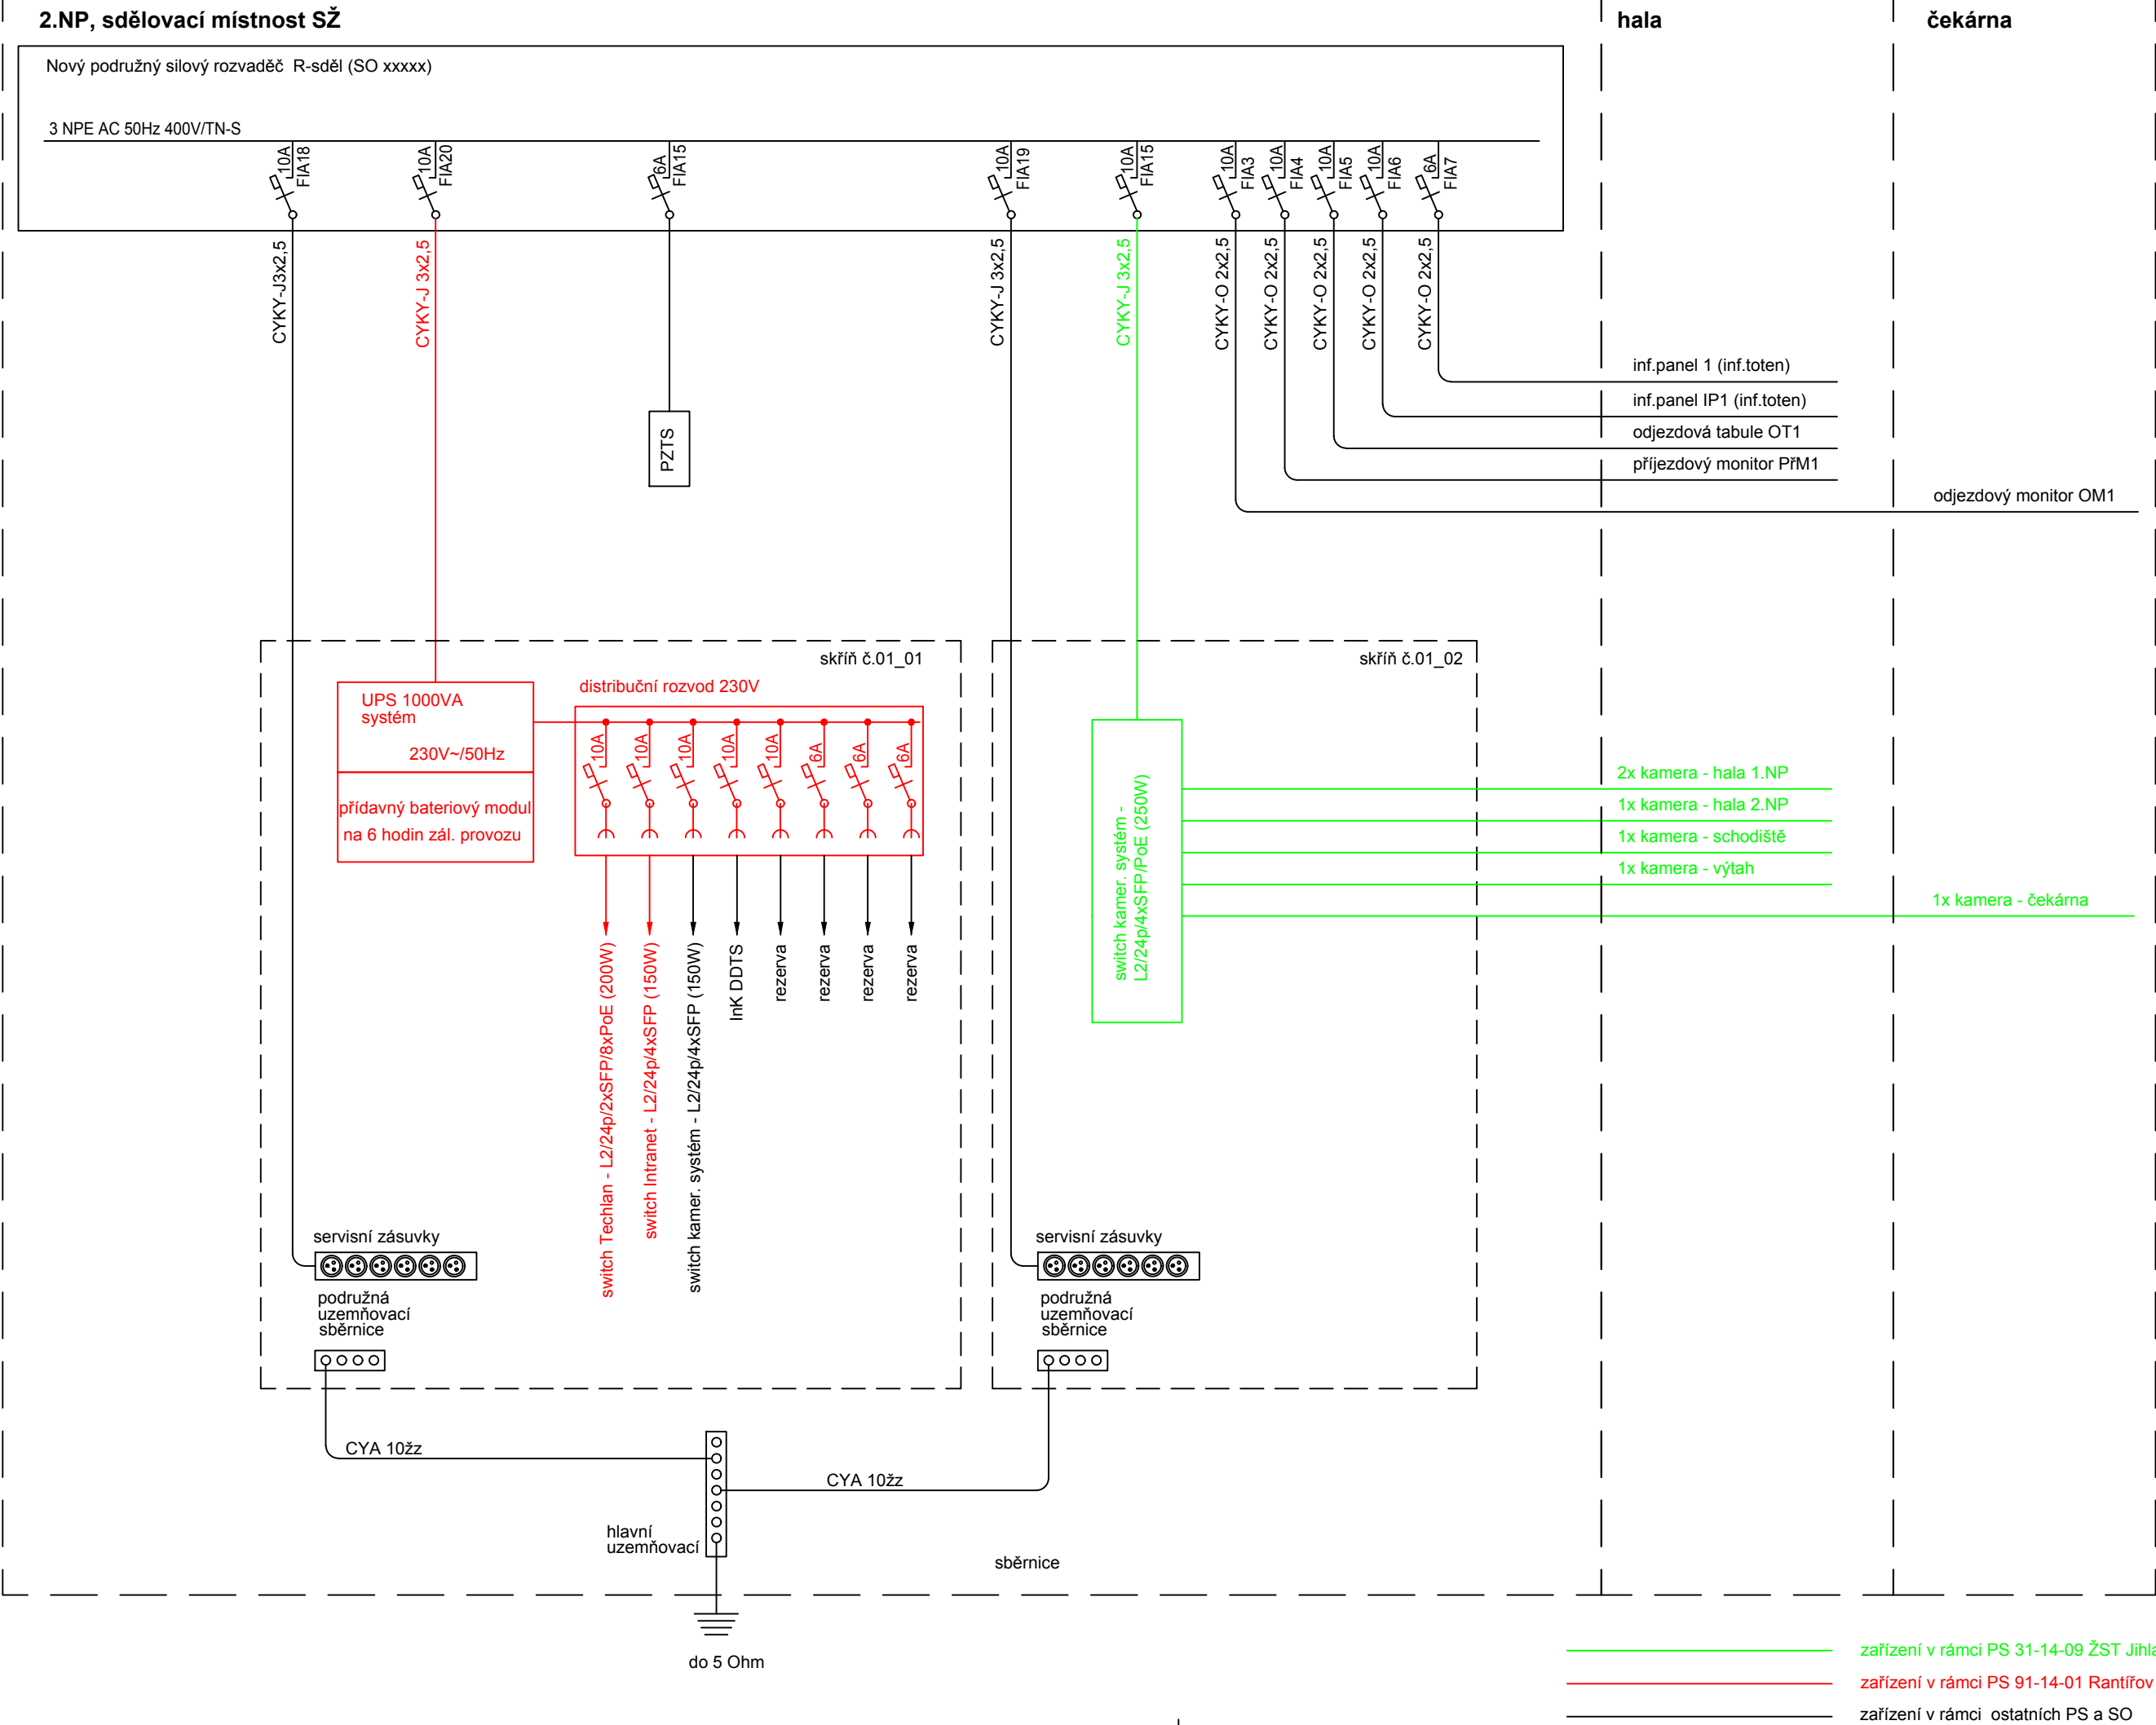 2.NP, sdělovací místnost SŽ
hala
čekárna
Nový podružný silový rozvaděč R-sděl (SO xxxxx)
3 NPE AC 50Hz 400V/TN-S
10A
FIA18
10A
FIA20
6A
FIA15
10A
FIA19
10A
FIA15
10A
FIA3
10A
FIA4
10A
FIA5
10A
FIA6
6A
FIA7
CYKY-J3x2,5
CYKY-J 3x2,5
CYKY-J 3x2,5
CYKY-J 3x2,5
CYKY-O 2x2,5
CYKY-O 2x2,5
CYKY-O 2x2,5
CYKY-O 2x2,5
CYKY-O 2x2,5
inf.panel 1 (inf.toten)
inf.panel IP1 (inf.toten)
odjezdová tabule OT1
příjezdový monitor PřM1
odjezdový monitor OM1
PZTS
skříň č.01_01
skříň č.01_02
UPS 1000VA
systém
230V~/50Hz
přídavný bateriový modul
na 6 hodin zál. provozu
distribuční rozvod 230V
10A
10A
10A
10A
10A
6A
6A
6A
switch Techlan - L2/24p/2xSFP/8xPoE (200W)
switch Intranet - L2/24p/4xSFP (150W)
switch kamer. systém - L2/24p/4xSFP (150W)
InK DDTS
rezerva
rezerva
rezerva
rezerva
switch kamer. systém -
L2/24p/4xSFP/PoE (250W)
2x kamera - hala 1.NP
1x kamera - hala 2.NP
1x kamera - schodiště
1x kamera - výtah
1x kamera - čekárna
servisní zásuvky
podružná
uzemňovací
sběrnice
servisní zásuvky
podružná
uzemňovací
sběrnice
CYA 10žz
CYA 10žz
hlavní
uzemňovací
sběrnice
do 5 Ohm
zařízení v rámci PS 31-14-09 ŽST Jihla
zařízení v rámci PS 91-14-01 Rantířov
zařízení v rámci ostatních PS a SO